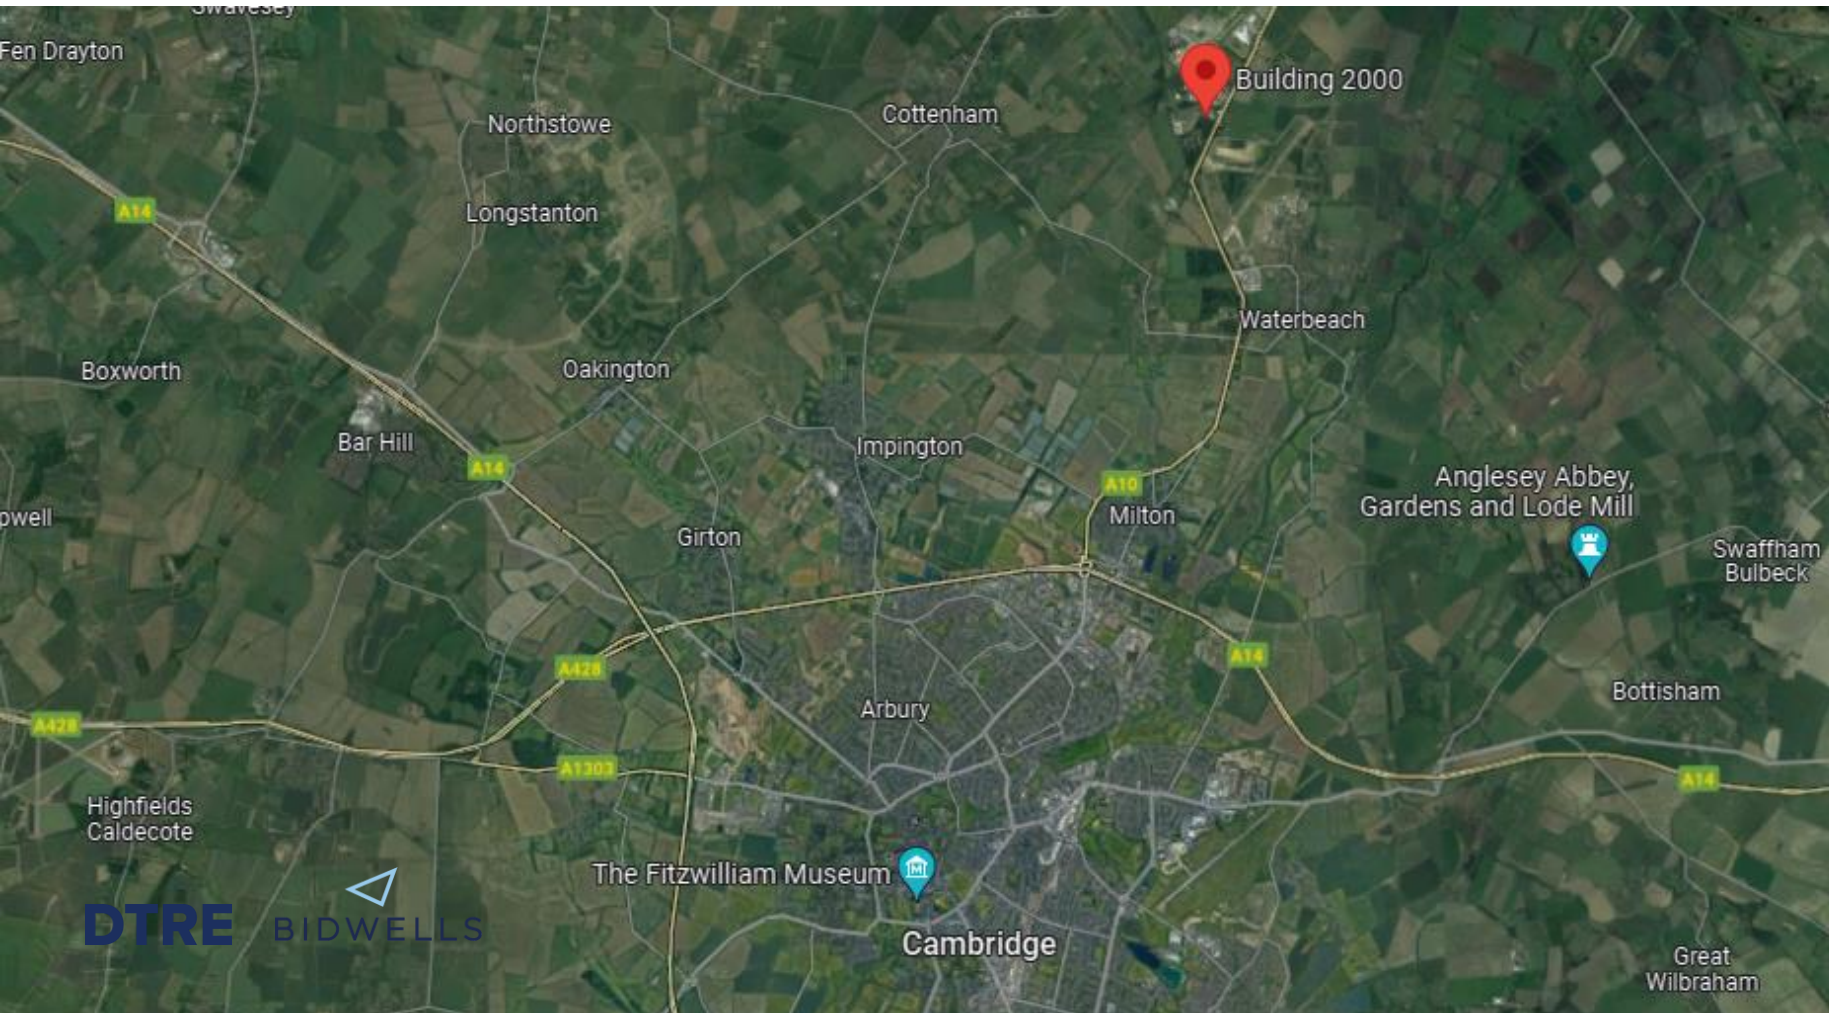 Swavesey
Fen Drayton
Building 2000
Cottenham
Northstowe
A14
Longstanton
Waterbeach
Boxworth
Oakington
Bar Hill
Impington
A14
A10
Anglesey Abbey,
Gardens and Lode Mill
pwell
Milton
Girton
Swaffham
Bulbeck
A428
A14
Bottisham
A428
Arbury
A1303
A14
Highfields
Caldecote
The Fitzwilliam Museum
M
DTRE BIDWELLS
Cambridge
Great
Wilbraham